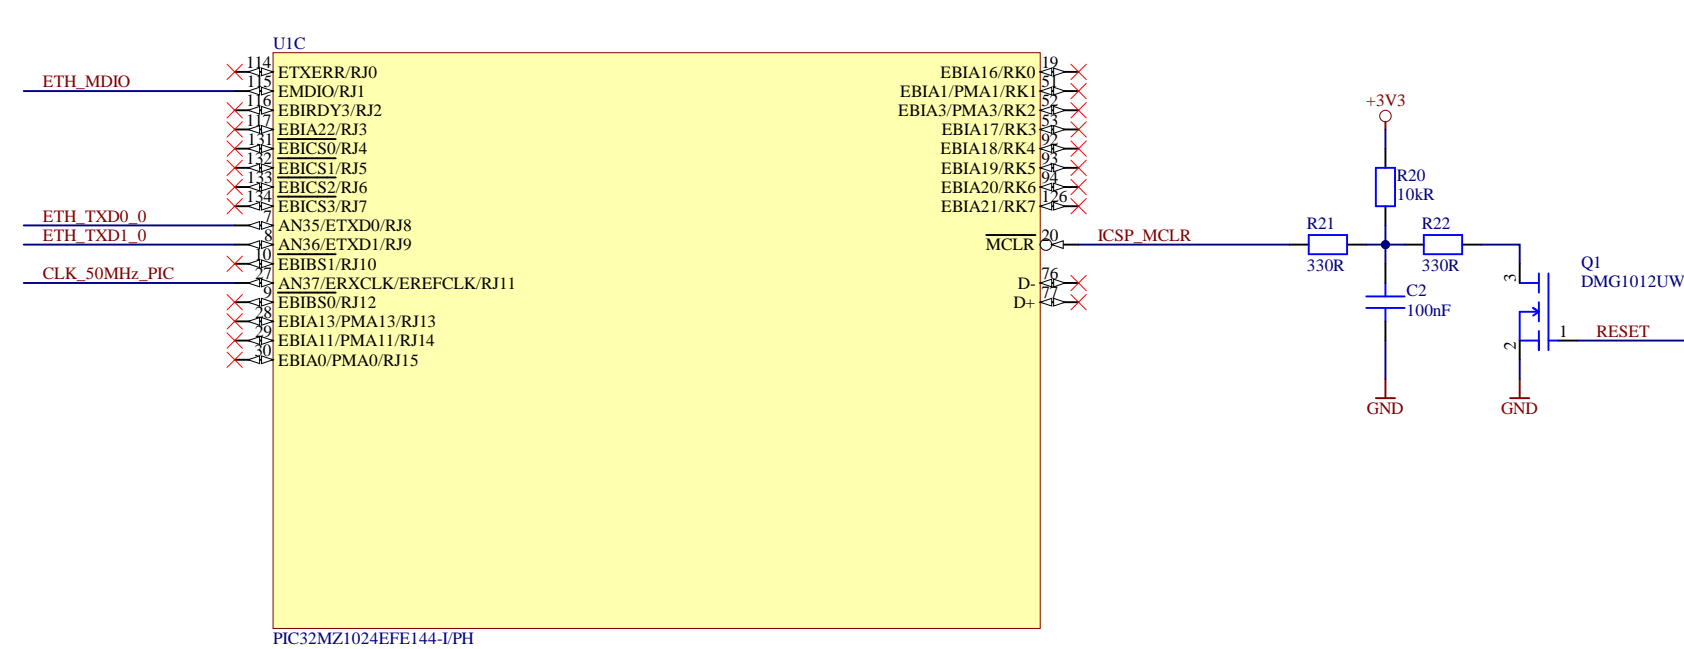 U1C
114
ETXERR/RJ0
ETH_MDIO
115
EMDIO/RJ1
116
EBIRDY3/RJ2
117
EBIA22/RJ3
131
EBICS0/RJ4
132
EBICS1/RJ5
133
EBICS2/RJ6
134
EBICS3/RJ7
ETH_TXD0_0
7
AN35/ETXD0/RJ8
ETH_TXD1_0
8
AN36/ETXD1/RJ9
10
EBIBS1/RJ10
CLK_50MHz_PIC
27
AN37/ERXCLK/EREFCLK/RJ11
9
EBIBS0/RJ12
28
EBIA13/PMA13/RJ13
29
EBIA11/PMA11/RJ14
30
EBIA0/PMA0/RJ15
EBIA16/RK0
19
EBIA1/PMA1/RK1
51
EBIA3/PMA3/RK2
52
EBIA17/RK3
53
EBIA18/RK4
92
EBIA19/RK5
93
EBIA20/RK6
94
EBIA21/RK7
126
MCLR
20
ICSP_MCLR
D-
76
D+
77
+3V3
R20
10kR
R21
330R
R22
330R
C2
100nF
GND
Q1
DMG1012UW
3
1
2
RESET
GND
PIC32MZ1024EFE144-I/PH